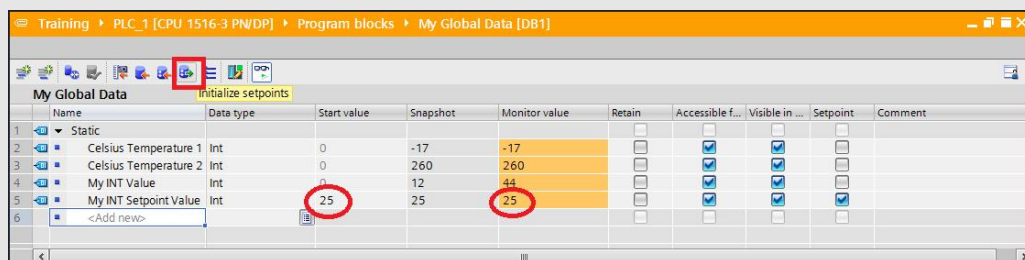 Training ▸ PLC_1 [CPU 1516-3 PN/DP] ▸ Program blocks ▸ My Global Data [DB1]
Initialize setpoints
My Global Data
Name Data type Start value Snapshot Monitor value Retain Accessible f... Visible in ... Setpoint Comment
1 Static
2 Celsius Temperature 1 Int 0 -17 -17
3 Celsius Temperature 2 Int 0 260 260
4 My INT Value Int 0 12 44
5 My INT Setpoint Value Int 25 25 25
6 <Add new>